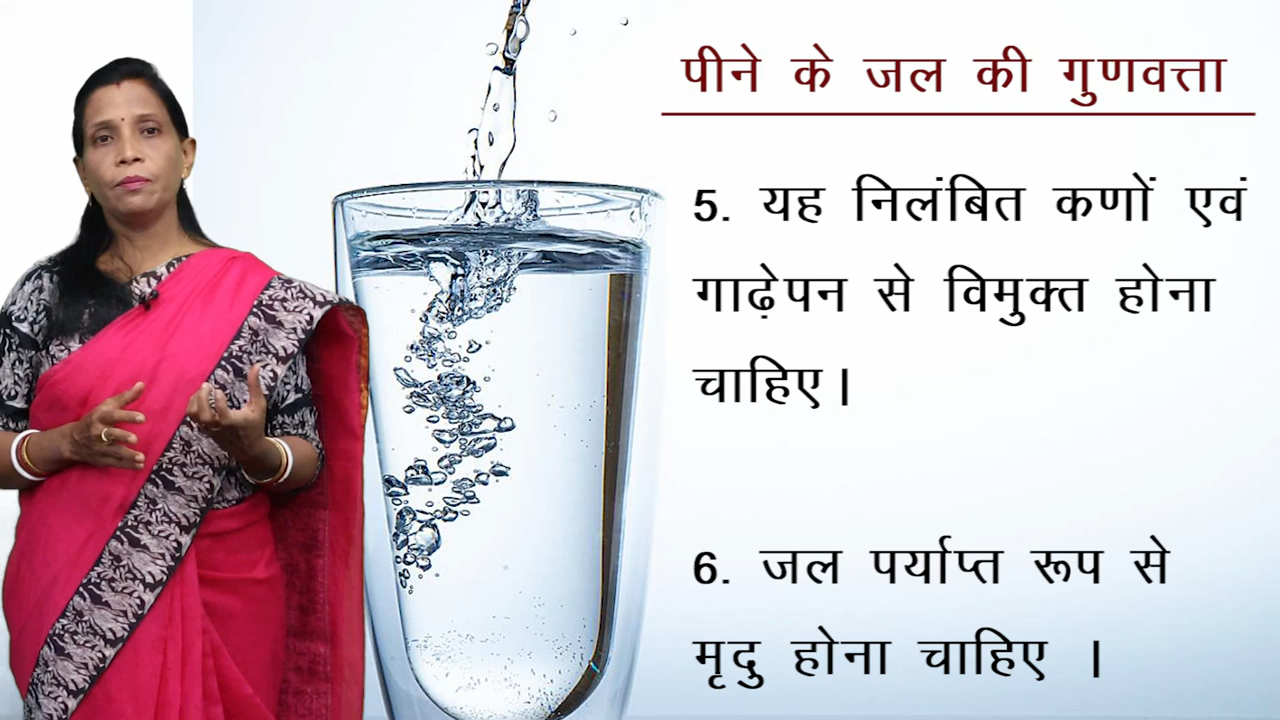 पीने के जल की गुणवत्ता
5. यह निलंबित कणों एवं
गाढ़ेपन से विमुक्त होना
चाहिए।
6. जल पर्याप्त रूप से
मृदु होना चाहिए ।